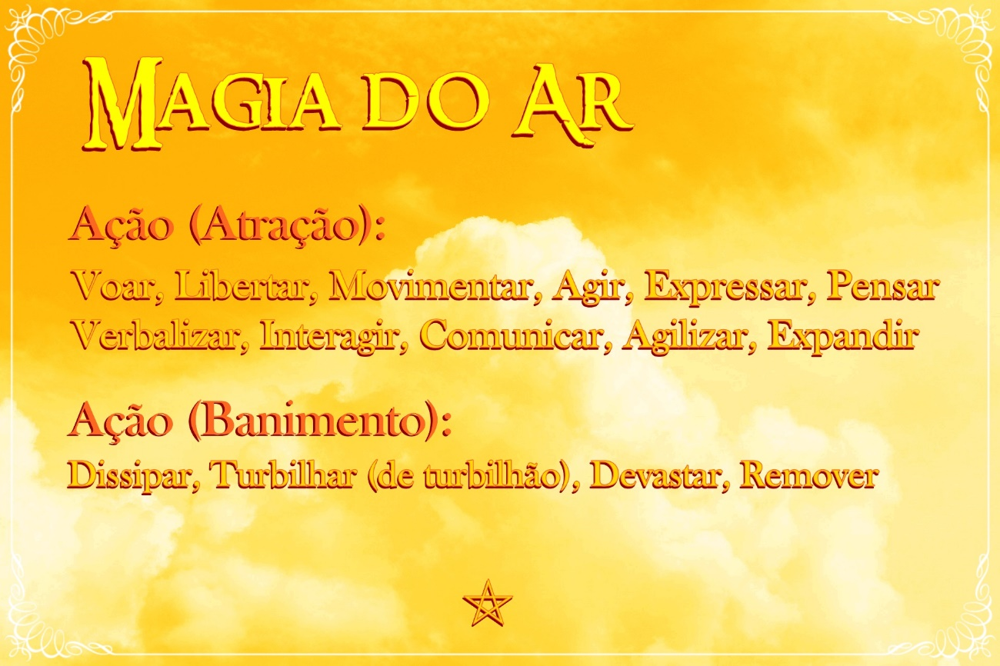 Magia do Ar
Ação (Atração):
Voar, Libertar, Movimentar, Agir, Expressar, Pensar
Verbalizar, Interagir, Comunicar, Agilizar, Expandir
Ação (Banimento):
Dissipar, Turbilhar (de turbilhão), Devastar, Remover